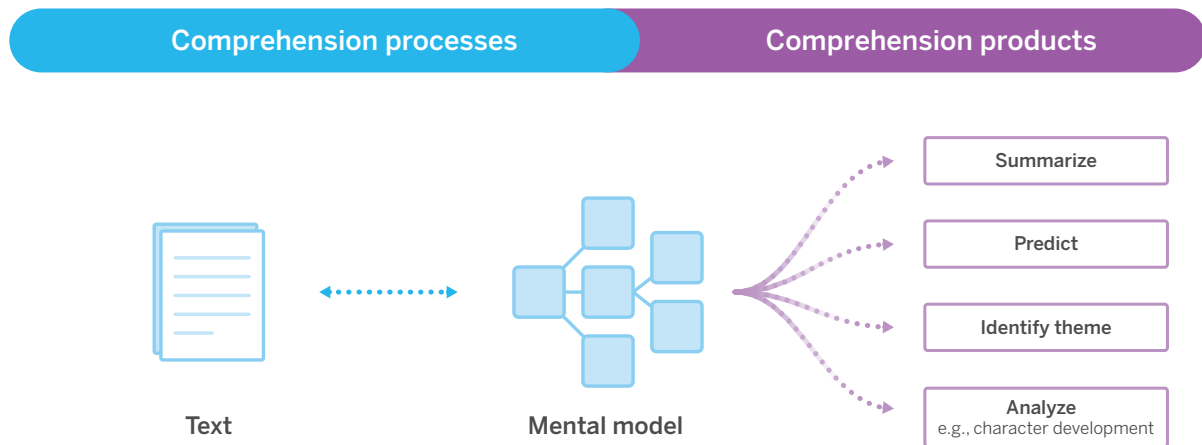 Comprehension processes
Comprehension products
Summarize
Predict
Identify theme
Analyze
e.g., character development
Text
Mental model